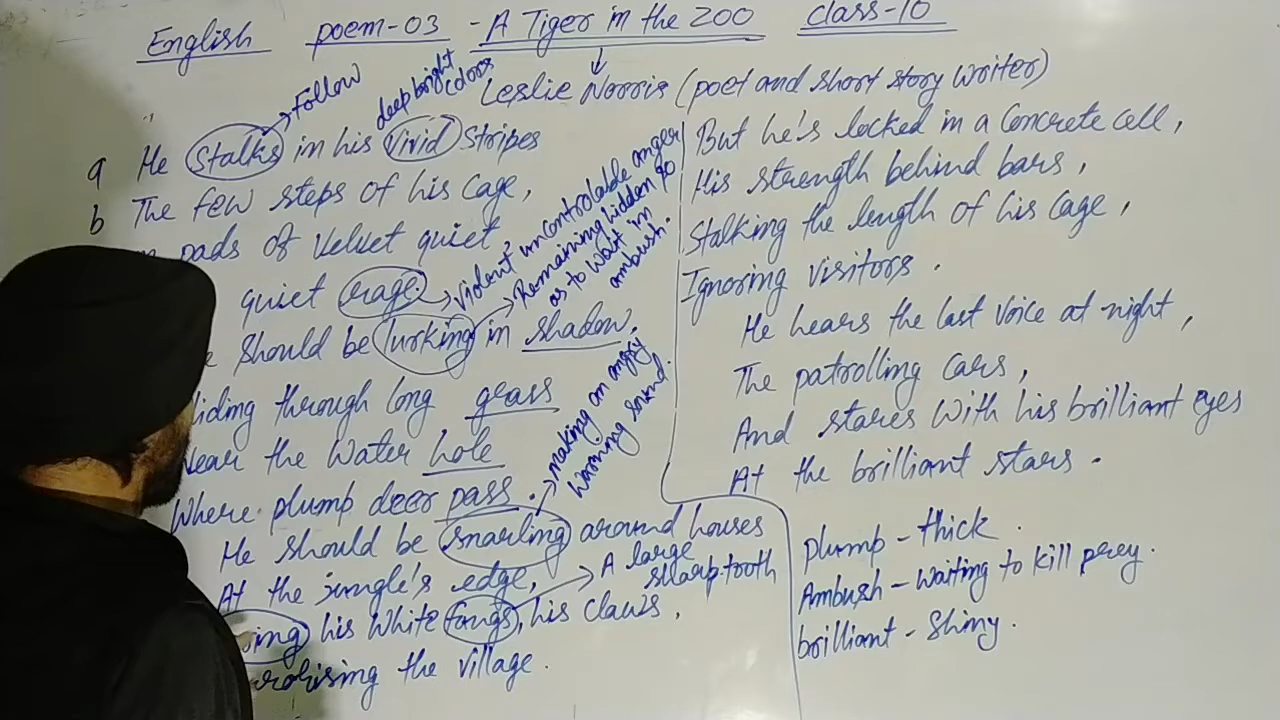 English poem-03 - A Tiger in the ZOO class-10
Leslie Norris (poet and short story writer)
a He Stalks in his Vivid Stripes
Follow
deep bright colors
b The few steps of his cage,
pads of velvet quiet,
quiet rage.
Violent uncontrolable anger
Should be lurking in shadow,
Remaining hidden so
as to wait in
ambush.
through long grass
the water hole
Where plump deer pass.
He should be snarling around houses
making an angry
warning sound.
At the jungle's edge,
his white fangs, his claws,
A large
sharp tooth
the village.
But he's locked in a concrete cell,
His strength behind bars,
Stalking the length of his cage,
Ignoring visitors.
He hears the last voice at night,
The patrolling cars,
And stares with his brilliant eyes
At the brilliant stars.
plump - thick
Ambush - waiting to kill prey.
brilliant - Shiny.